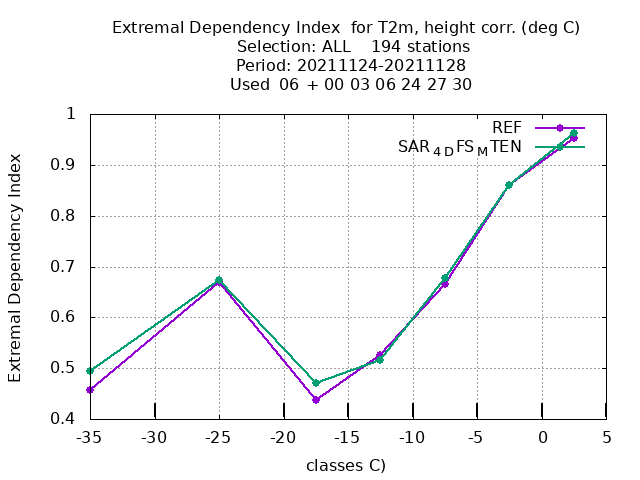 Extremal Dependency Index  for T2m, height corr. (deg C)
Selection: ALL    194 stations
Period: 20211124-20211128
Used  06  + 00 03 06 24 27 30
REF
SAR4DFSMTEN
Extremal Dependency Index
1
0.9
0.8
0.7
0.6
0.5
0.4
-35
-30
-25
-20
-15
-10
-5
0
5
classes C)